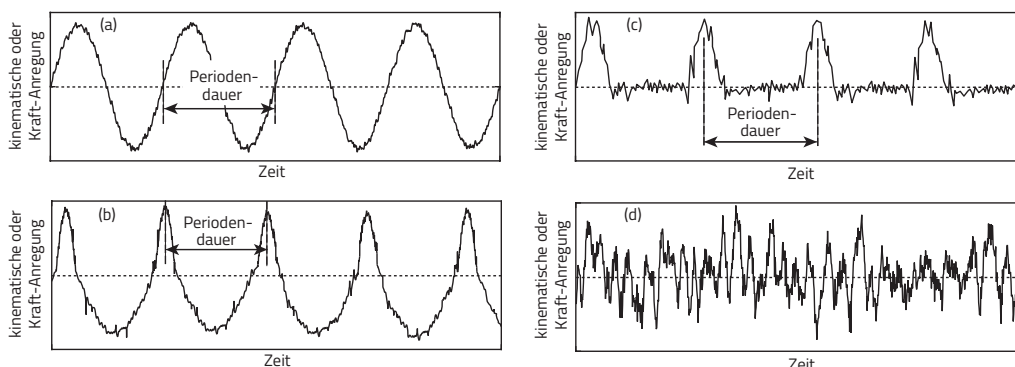 kinematische oder
Kraft-Anregung
(a)
Perioden-
dauer
Zeit
kinematische oder
Kraft-Anregung
(b)
Perioden-
dauer
Zeit
kinematische oder
Kraft-Anregung
(c)
Perioden-
dauer
Zeit
kinematische oder
Kraft-Anregung
(d)
Zeit